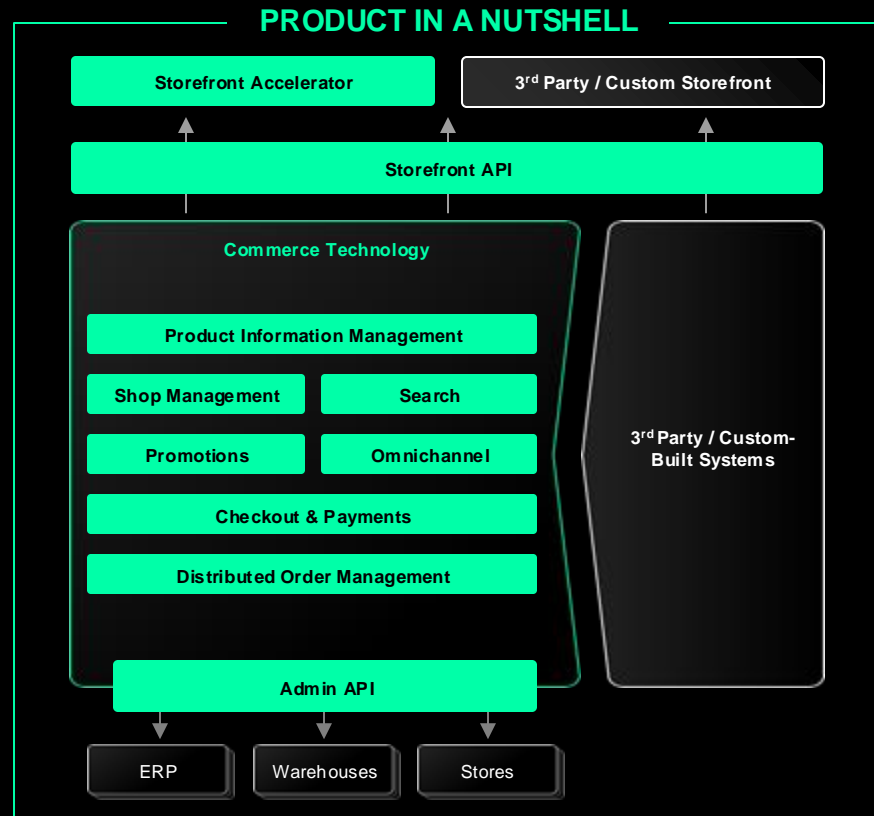 PRODUCT IN A NUTSHELL
Storefront Accelerator
3rd Party / Custom Storefront
Storefront API
Commerce Technology
Product Information Management
Shop Management
Search
Promotions
Omnichannel
Checkout & Payments
Distributed Order Management
3rd Party / Custom-
Built Systems
Admin API
ERP
Warehouses
Stores